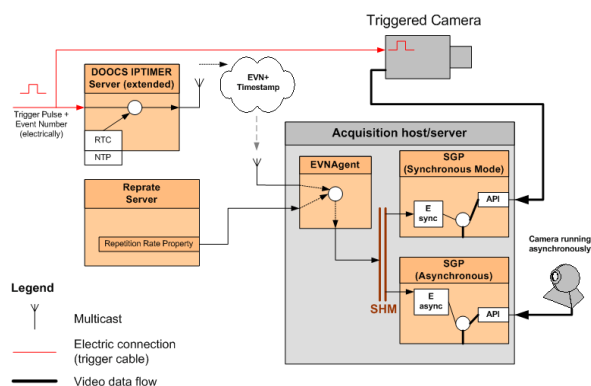 Triggered Camera
DOOCS IPTIMER
Server (extended)
EVN+
Timestamp
Trigger Pulse +
Event Number
(electrically)
RTC
NTP
Acquisition host/server
EVNAgent
SGP
(Synchronous Mode)
API
E
sync
Reprate
Server
Repetition Rate Property
Camera running
asynchronously
SGP
(Asynchronous)
E
async
API
SHM
Legend
Multicast
Electric connection
(trigger cable)
Video data flow